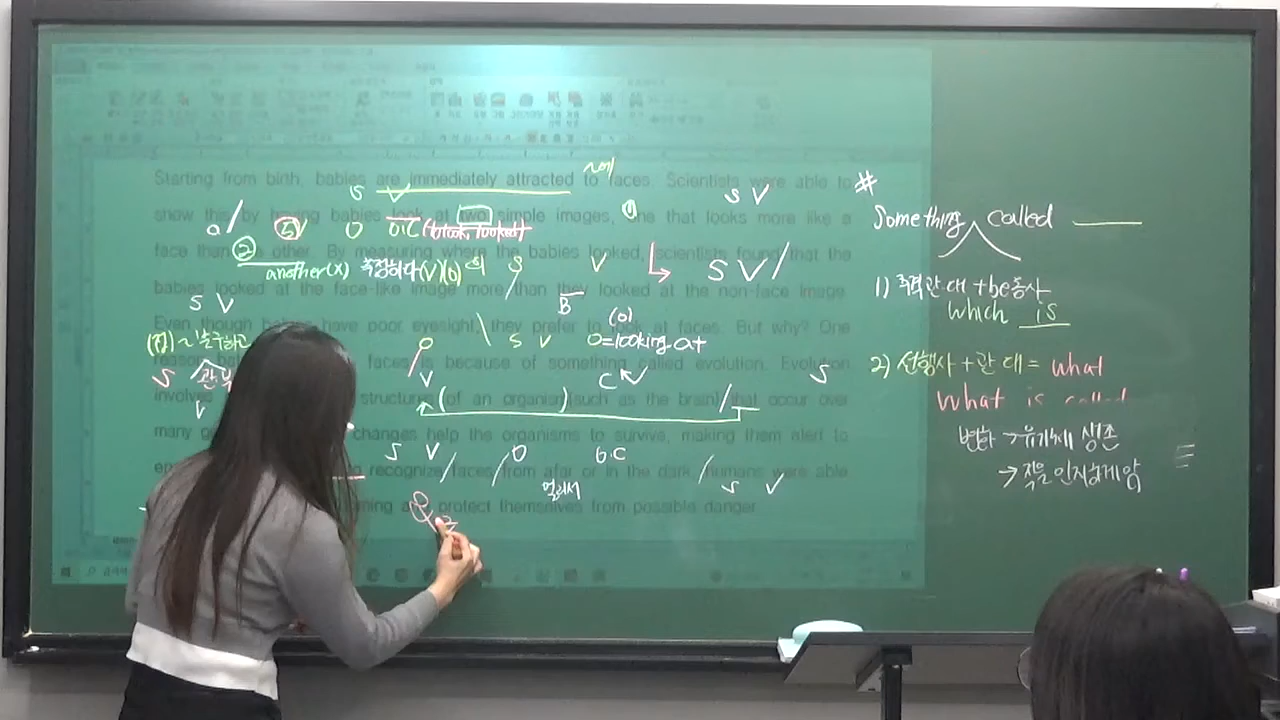 Starting from birth, babies are immediately attracted to faces. Scientists were able to
show this by having babies look at two simple images, one that looks more like a
face than other. By measuring where the babies looked, scientists found that the
babies looked at the face-like image more than they looked at the non-face image.
Even though babies have poor eyesight, they prefer to look at faces. But why? One
reason faces is because of something called evolution. Evolution
involves structures (of an organism (such as the brain) that occur over
many changes help the organisms to survive, making them alert to
to recognize faces from afar or in the dark, humans were able
protect themselves from possible danger.
~에
S V
S V
a/
5
O
O.C
(to look, looked)
2
another(X)
측정하다(V)(O)
S V /
S V
B
(o)
O=looking at
S V
S
V
C
S
S V
O
O.C
멀리서
S V
#
Something called
1) 주격관대 + be동사
which is
2) 선행사 + 관대 = what
What is called
변화 → 유기체 생존
→ 적을 인지하게 함